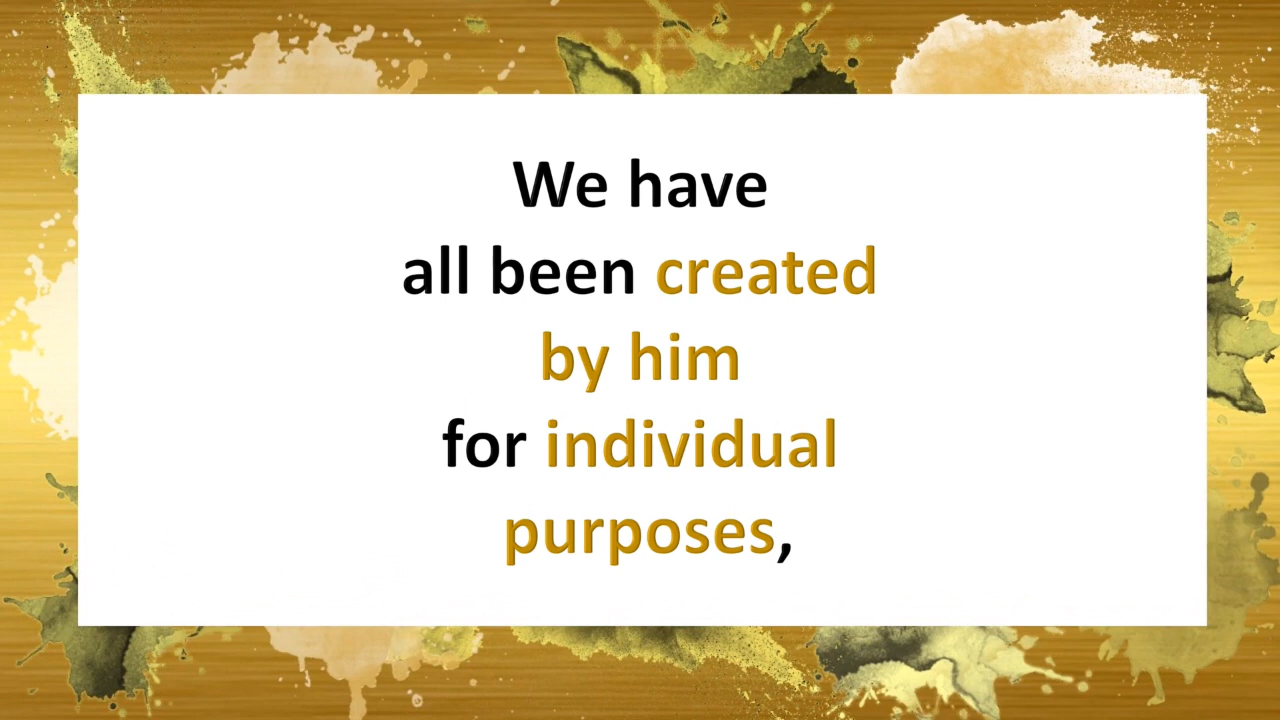 We have
all been created
by him
for individual
purposes,